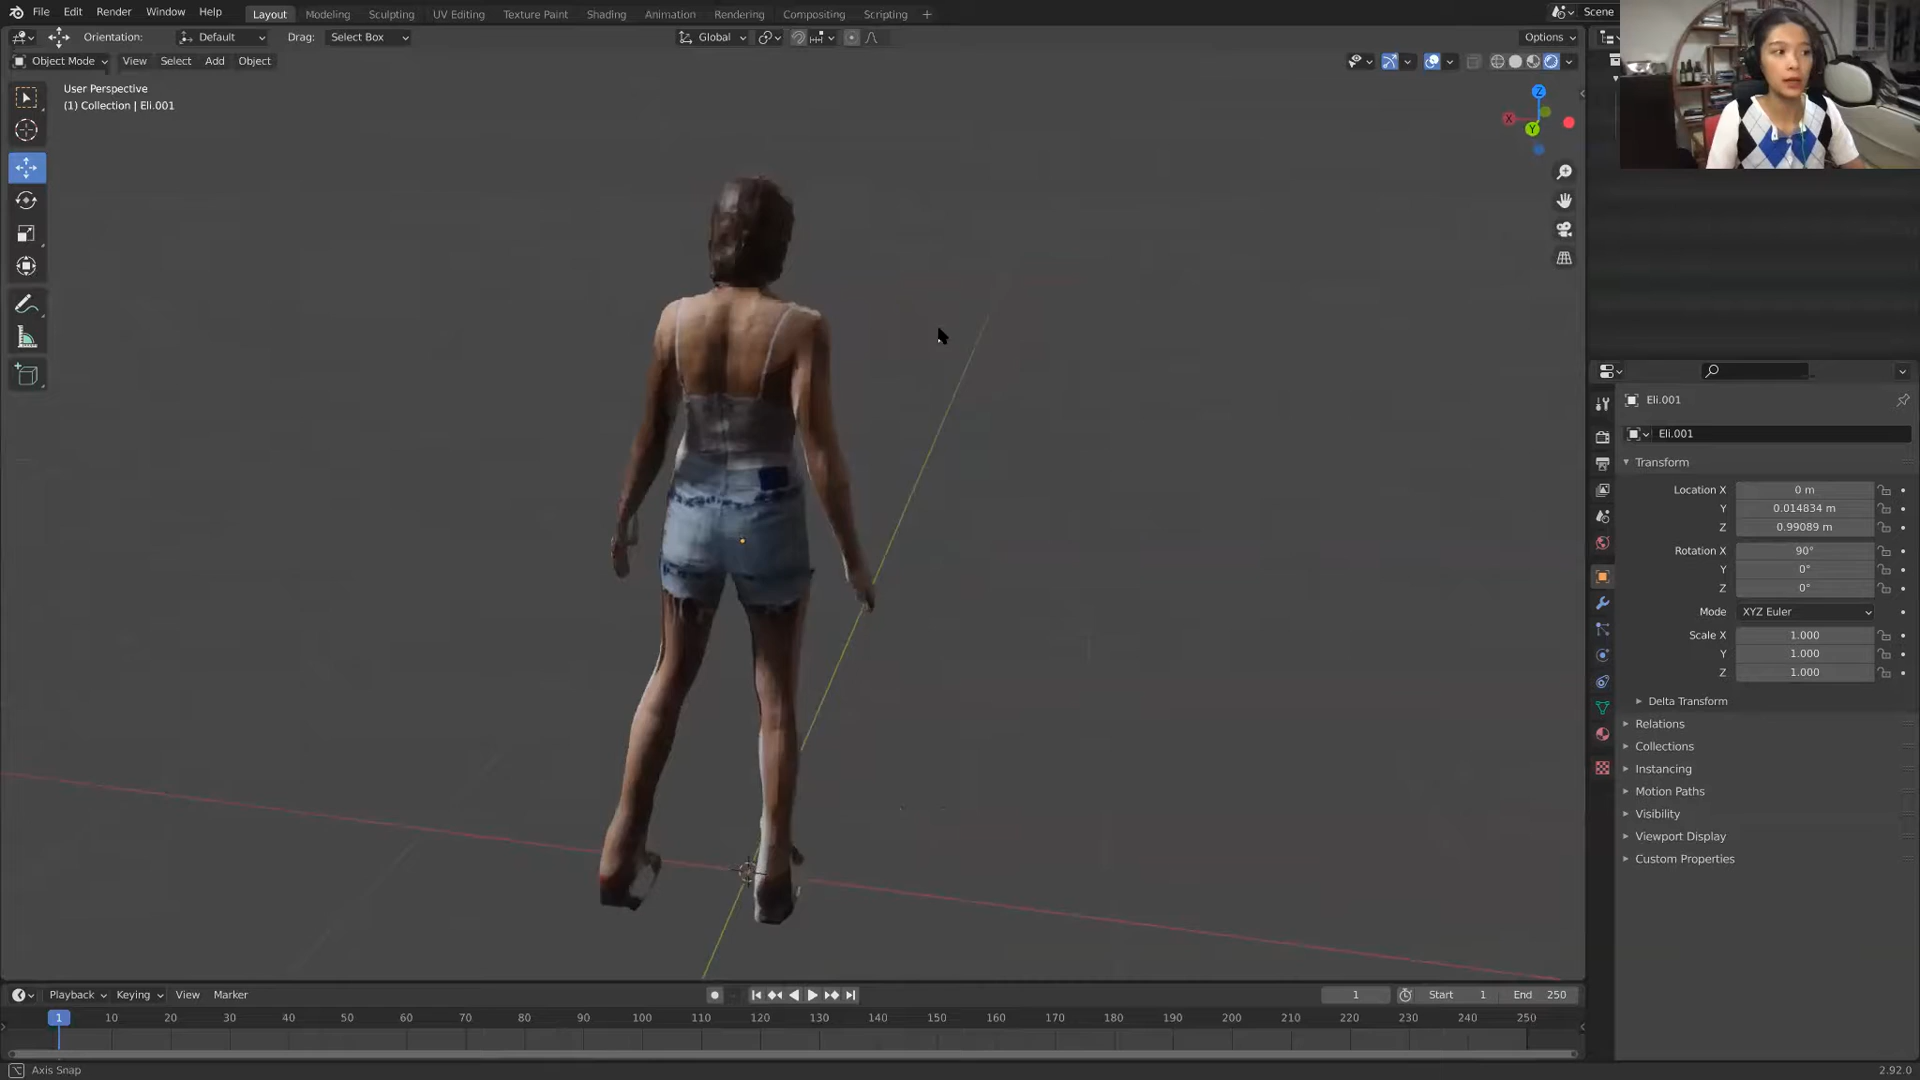 File Edit Render Window Help
Layout Modeling Sculpting UV Editing Texture Paint Shading Animation Rendering Compositing Scripting +
Scene
Orientation: Default Drag: Select Box
Global
Options
Object Mode View Select Add Object
User Perspective
(1) Collection | Eli.001
Z
X
Y
Eli.001
Eli.001
Transform
Location X 0 m
Y 0.014834 m
Z 0.99089 m
Rotation X 90°
Y 0°
Z 0°
Mode XYZ Euler
Scale X 1.000
Y 1.000
Z 1.000
Delta Transform
Relations
Collections
Instancing
Motion Paths
Visibility
Viewport Display
Custom Properties
Playback Keying View Marker
1 Start 1 End 250
1 10 20 30 40 50 60 70 80 90 100 110 120 130 140 150 160 170 180 190 200 210 220 230 240 250
Axis Snap
2.92.0